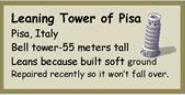 Leaning Tower of Pisa
Pisa, Italy
Bell tower-55 meters tall
Leans because built soft ground
Repaired recently so it won't fall over.